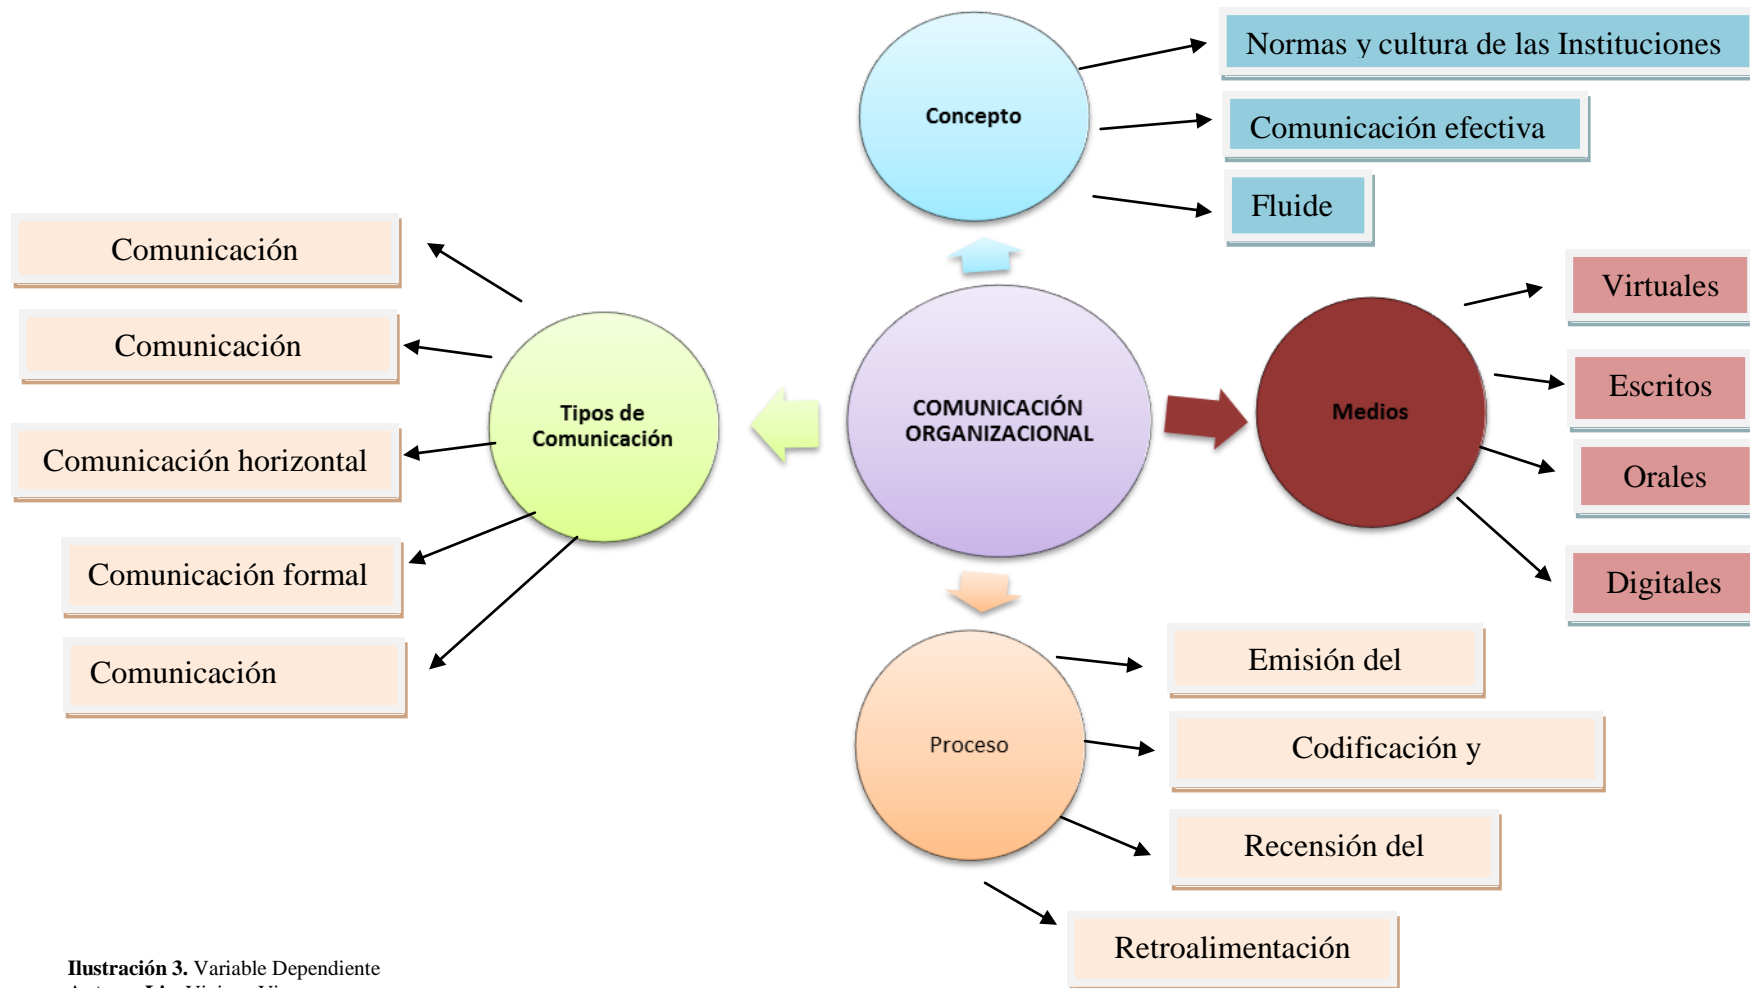 Concepto
Normas y cultura de las Instituciones
Comunicación efectiva
Fluide
Comunicación
Comunicación
Comunicación horizontal
Comunicación formal
Comunicación
Tipos de
Comunicación
COMUNICACIÓN
ORGANIZACIONAL
Medios
Virtuales
Escritos
Orales
Digitales
Proceso
Emisión del
Codificación y
Recensión del
Retroalimentación
Ilustración 3. Variable Dependiente